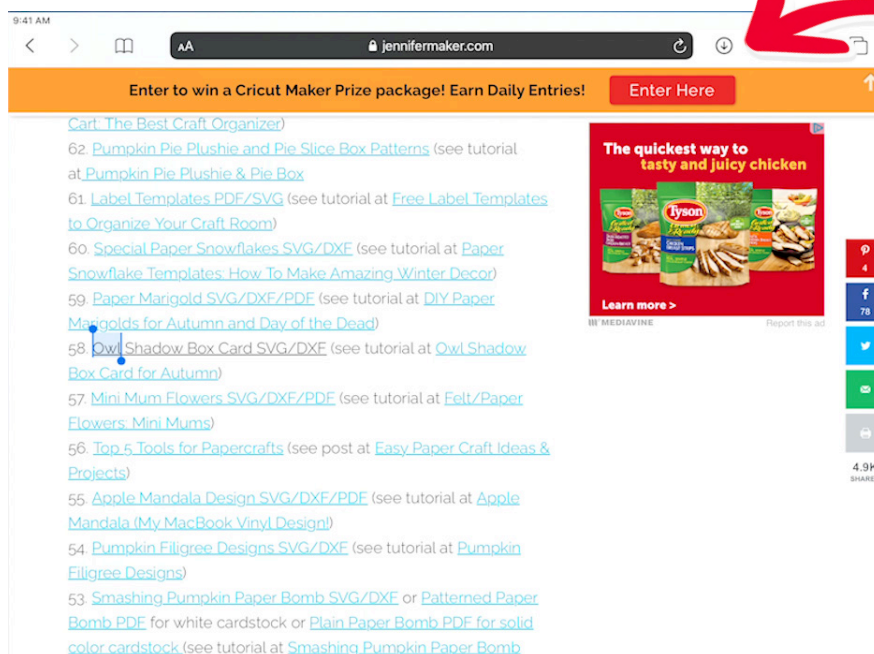 9:41 AM
AA
jennifermaker.com
Enter to win a Cricut Maker Prize package! Earn Daily Entries!
Enter Here
Cart: The Best Craft Organizer)
62. Pumpkin Pie Plushie and Pie Slice Box Patterns (see tutorial
at Pumpkin Pie Plushie & Pie Box
61. Label Templates PDF/SVG (see tutorial at Free Label Templates
to Organize Your Craft Room)
60. Special Paper Snowflakes SVG/DXF (see tutorial at Paper
Snowflake Templates: How To Make Amazing Winter Decor)
59. Paper Marigold SVG/DXF/PDF (see tutorial at DIY Paper
Marigolds for Autumn and Day of the Dead)
58. Owl Shadow Box Card SVG/DXF (see tutorial at Owl Shadow
Box Card for Autumn)
57. Mini Mum Flowers SVG/DXF/PDF (see tutorial at Felt/Paper
Flowers: Mini Mums)
56. Top 5 Tools for Papercrafts (see post at Easy Paper Craft Ideas &
Projects)
55. Apple Mandala Design SVG/DXF/PDF (see tutorial at Apple
Mandala (My MacBook Vinyl Design!)
54. Pumpkin Filigree Designs SVG/DXF (see tutorial at Pumpkin
Filigree Designs)
53. Smashing Pumpkin Paper Bomb SVG/DXF or Patterned Paper
Bomb PDF for white cardstock or Plain Paper Bomb PDF for solid
color cardstock (see tutorial at Smashing Pumpkin Paper Bomb
The quickest way to
tasty and juicy chicken
Tyson
Learn more >
MEDIAVINE
Report this ad
4
78
4.9K
SHARE